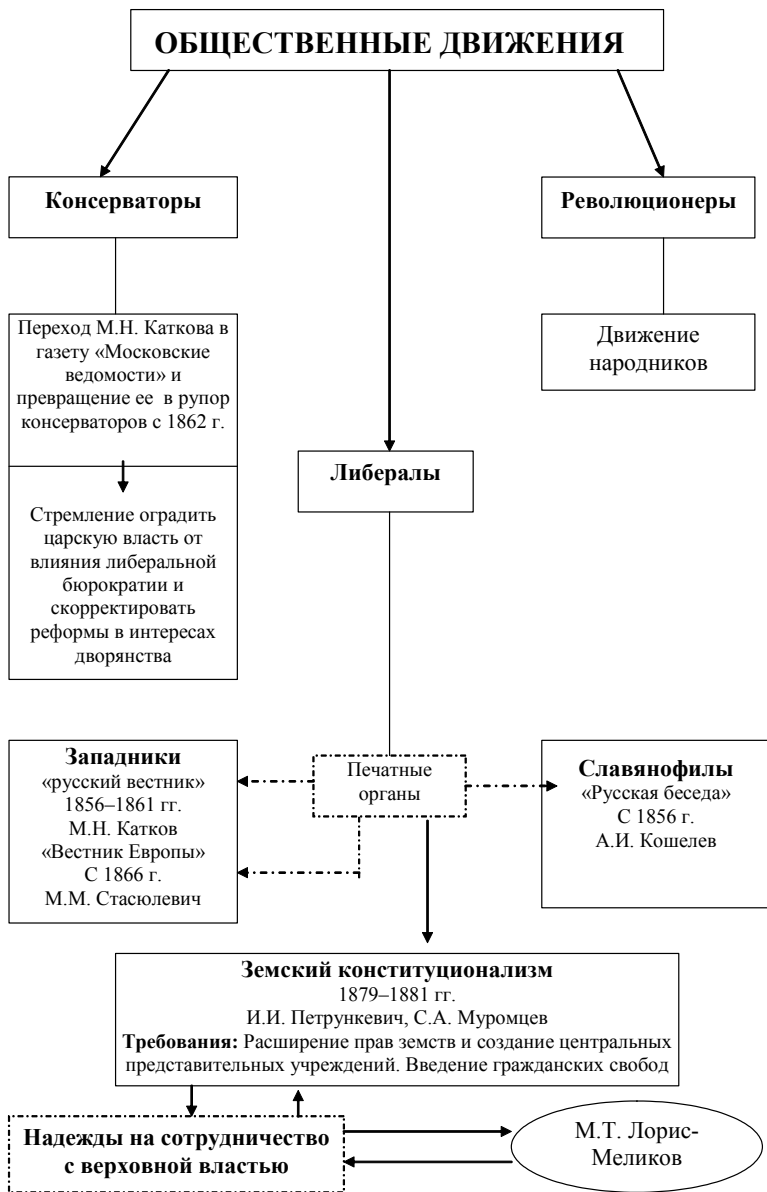 ОБЩЕСТВЕННЫЕ ДВИЖЕНИЯ
Консерваторы
Революционеры
Переход М.Н. Каткова в
газету «Московские
ведомости» и
превращение ее в рупор
консерваторов с 1862 г.
Движение
народников
Либералы
Стремление оградить
царскую власть от
влияния либеральной
бюрократии и
скорректировать
реформы в интересах
дворянства
Западники
«русский вестник»
1856–1861 гг.
М.Н. Катков
«Вестник Европы»
С 1866 г.
М.М. Стасюлевич
Печатные
органы
Славянофилы
«Русская беседа»
С 1856 г.
А.И. Кошелев
Земский конституционализм
1879–1881 гг.
И.И. Петрункевич, С.А. Муромцев
Требования: Расширение прав земств и создание центральных
представительных учреждений. Введение гражданских свобод
Надежды на сотрудничество
с верховной властью
М.Т. Лорис-
Меликов